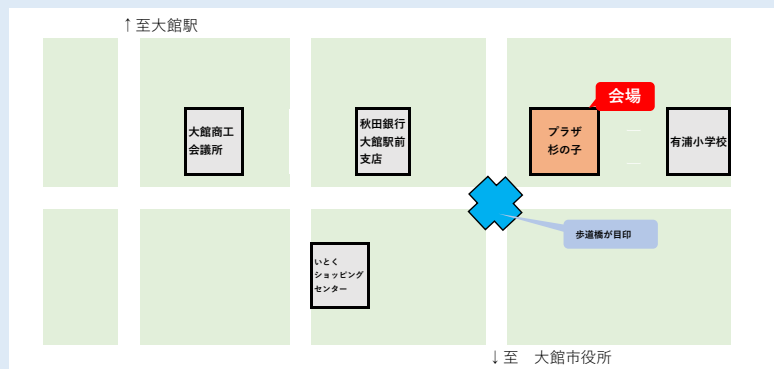 ↑至大館駅
会場
大館商工
会議所
秋田銀行
大館駅前
支店
プラザ
杉の子
有浦小学校
歩道橋が目印
いとく
ショッピング
センター
↓至　大館市役所